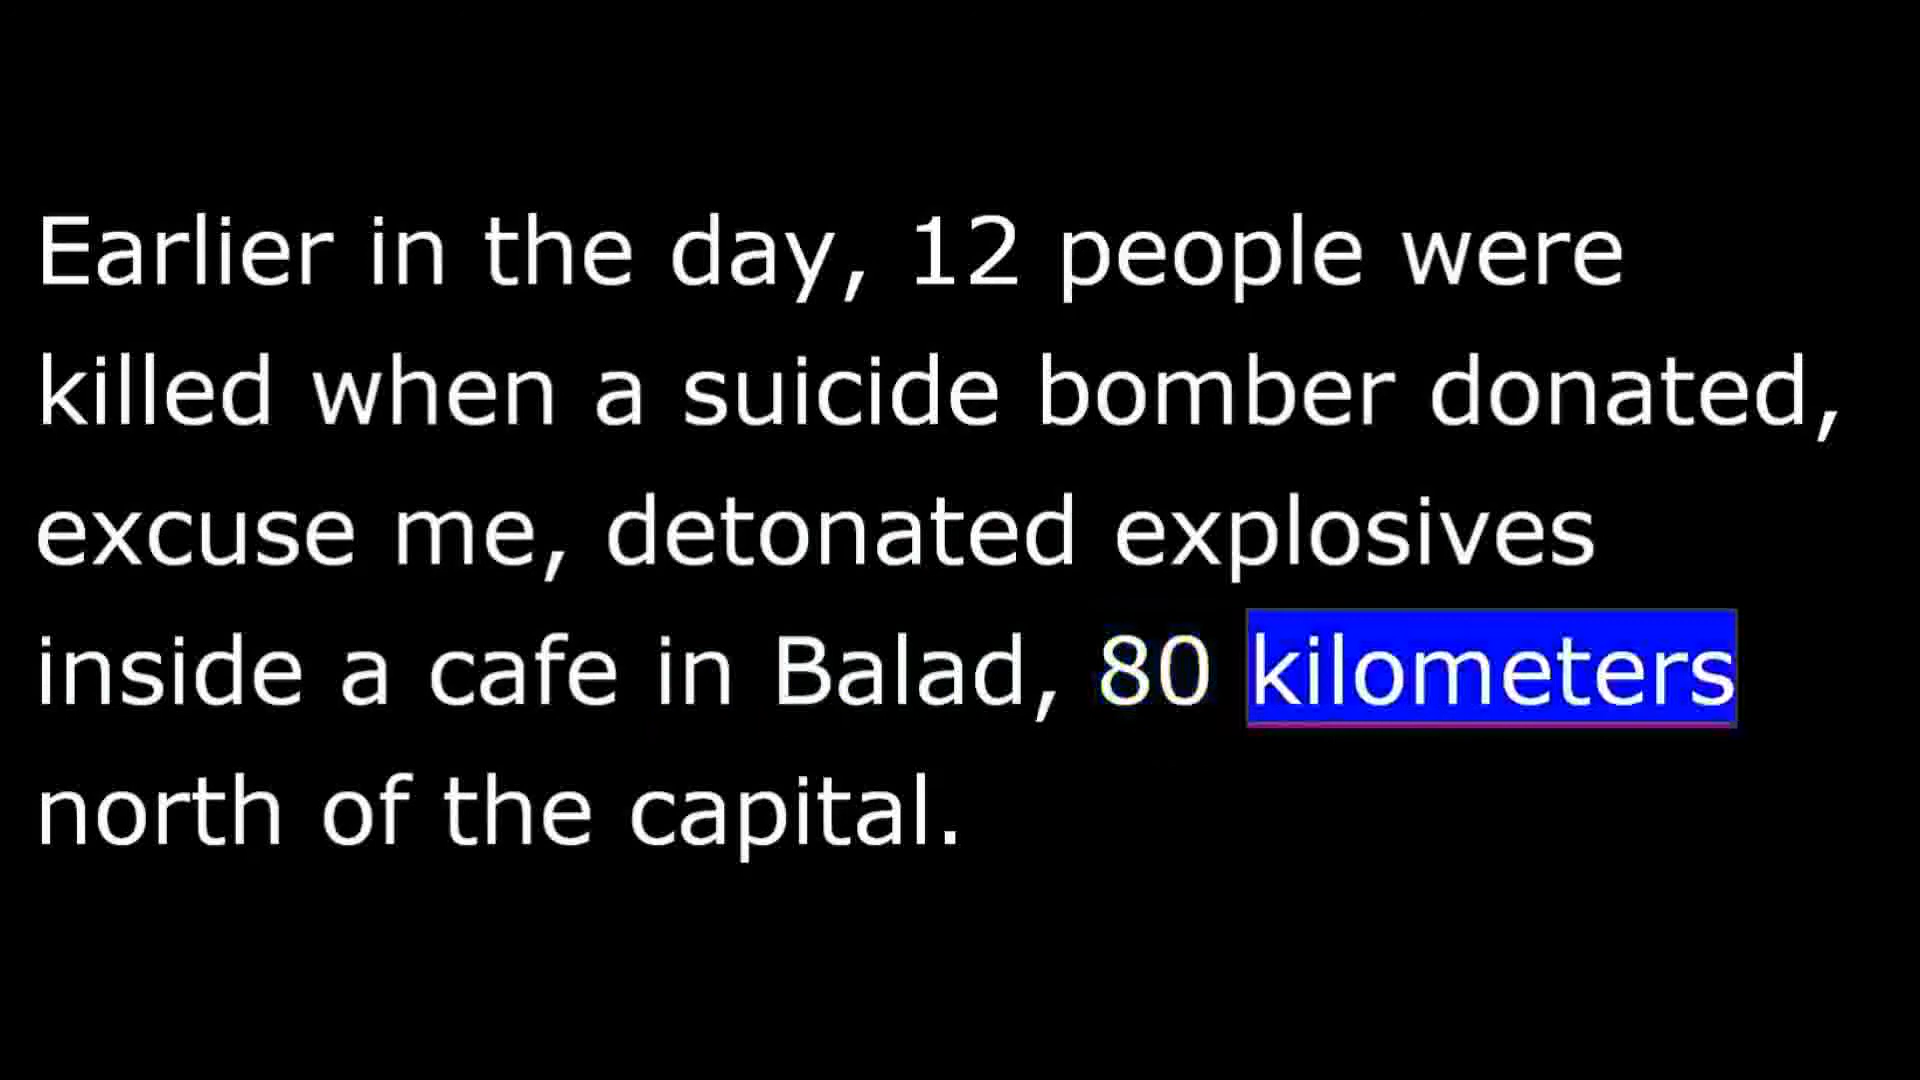 Earlier in the day, 12 people were
killed when a suicide bomber donated,
excuse me, detonated explosives
inside a cafe in Balad, 80 kilometers
north of the capital.